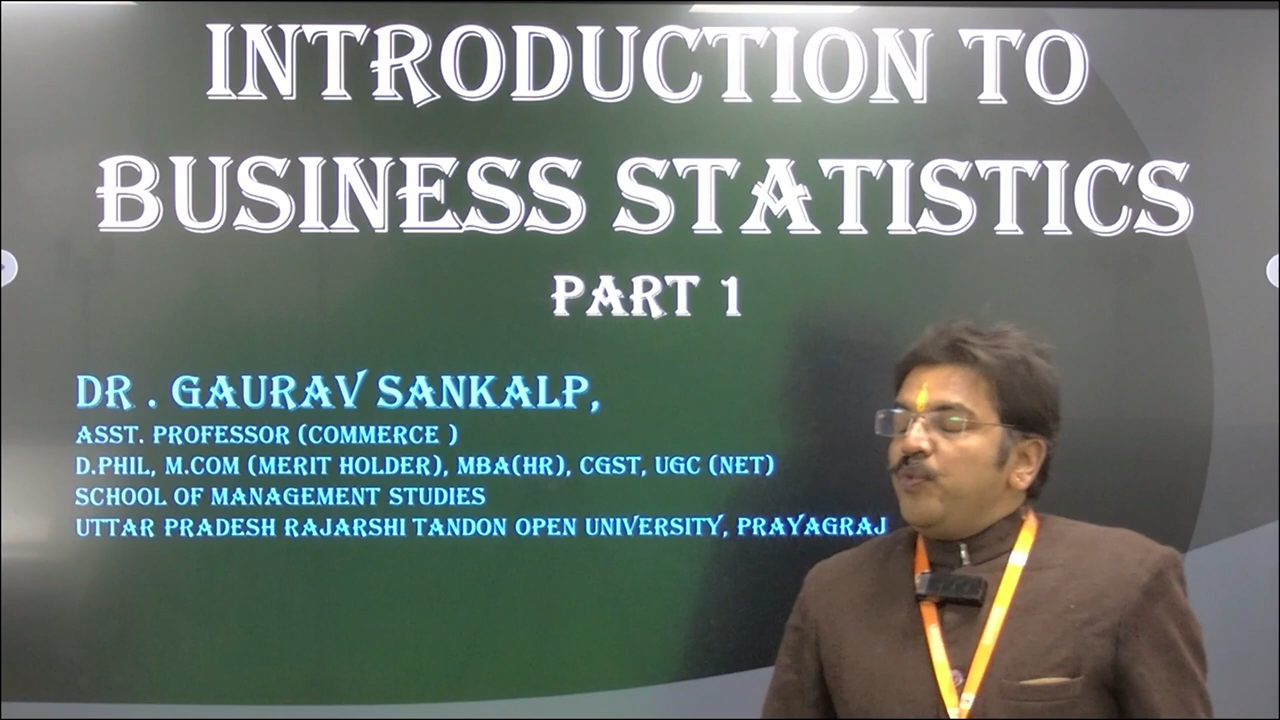 INTRODUCTION TO
BUSINESS STATISTICS
PART 1
DR . GAURAV SANKALP,
ASST. PROFESSOR (COMMERCE )
D.PHIL, M.COM (MERIT HOLDER), MBA(HR), CGST, UGC (NET)
SCHOOL OF MANAGEMENT STUDIES
UTTAR PRADESH RAJARSHI TANDON OPEN UNIVERSITY, PRAYAGRAJ